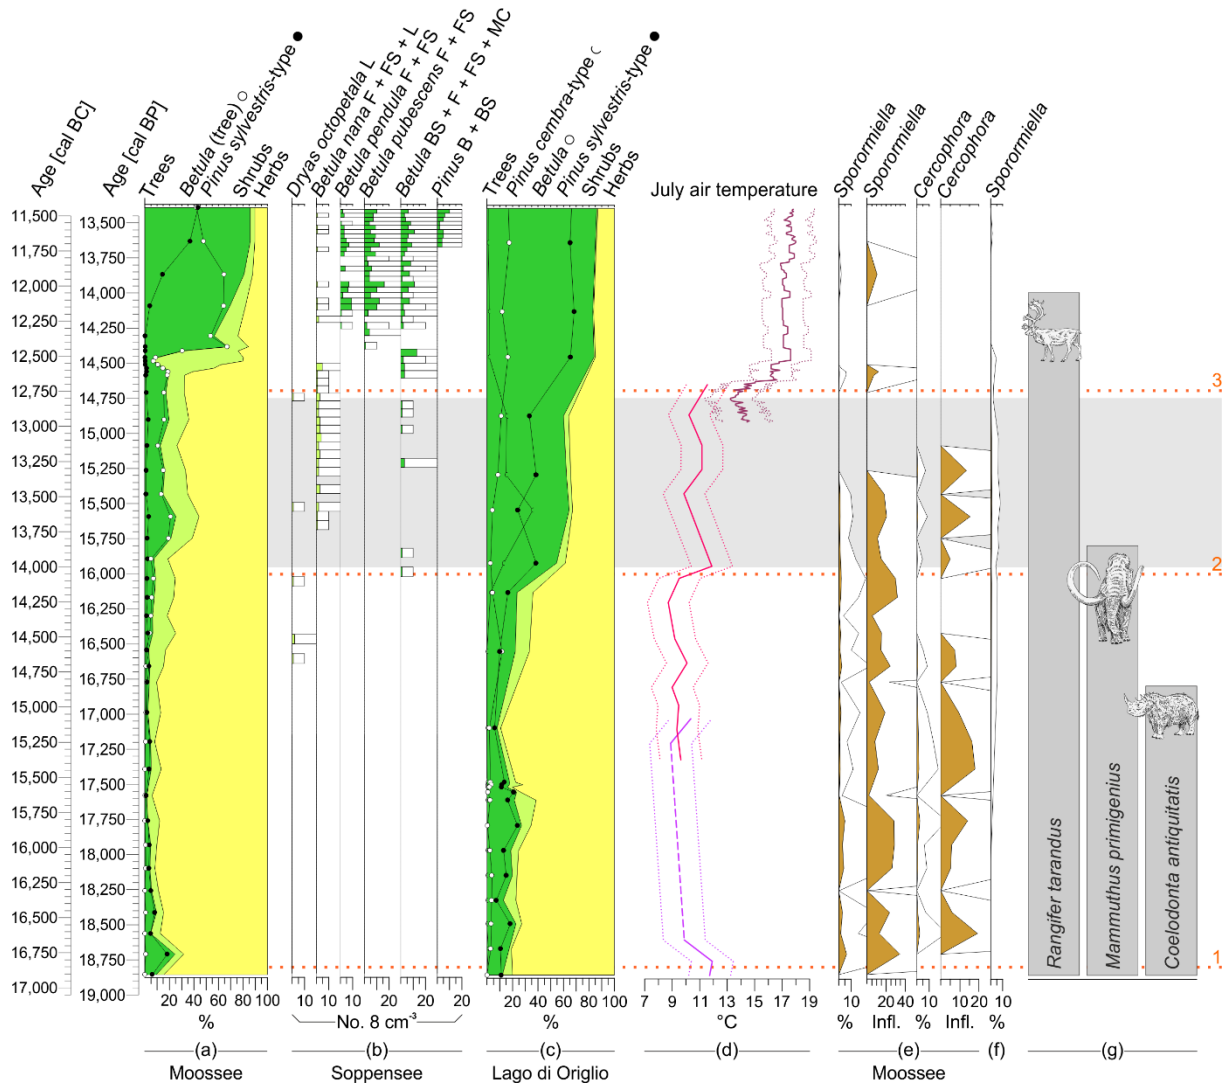 Age [cal BC]
Age [cal BP]
Trees
Betula (tree) ○
Pinus sylvestris-type ●
Shrubs
Herbs
Dryas octopetala L
Betula nana F + FS + L
Betula pendula F + FS
Betula pubescens F + FS
Betula BS + F + FS + MC
Pinus B + BS
Trees
Pinus cembra-type ☾
Betula ○
Pinus sylvestris-type ●
Shrubs
Herbs
July air temperature
Sporormiella
Sporormiella
Cercophora
Cercophora
Sporormiella
11,500
11,750
12,000
12,250
12,500
12,750
13,000
13,250
13,500
13,750
14,000
14,250
14,500
14,750
15,000
15,250
15,500
15,750
16,000
16,250
16,500
16,750
17,000
13,500
13,750
14,000
14,250
14,500
14,750
15,000
15,250
15,500
15,750
16,000
16,250
16,500
16,750
17,000
17,250
17,500
17,750
18,000
18,250
18,500
18,750
19,000
3
2
1
Rangifer tarandus
Mammuthus primigenius
Coelodonta antiquitatis
20 40 60 80 100
10 10 10 20 20 20
20 40 60 80 100
7 9 11 13 15 17 19
10 20 40 10 10 20 10
% No. 8 cm⁻³ % °C % Infl. % Infl. %
(a) (b) (c) (d) (e) (f) (g)
Moossee Soppensee Lago di Origlio Moossee